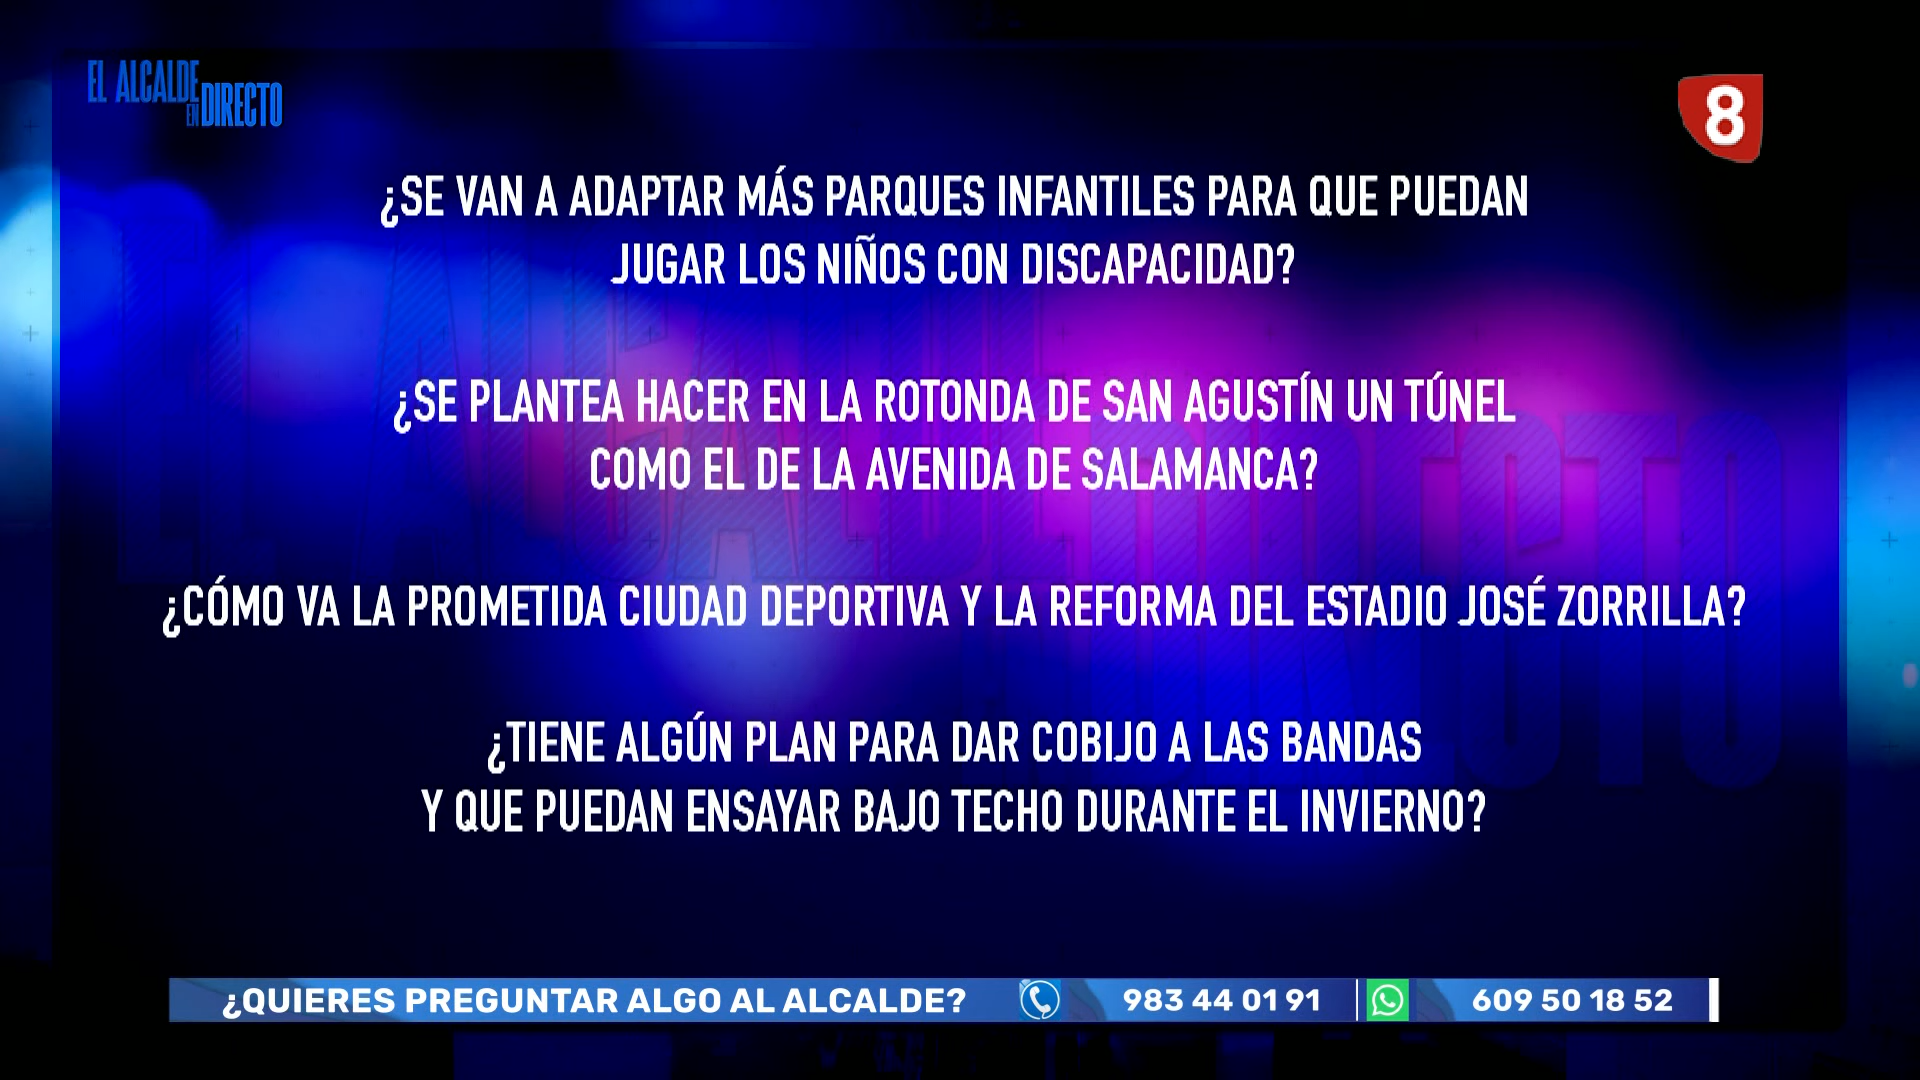 EL ALCALDE
EN DIRECTO
8
¿SE VAN A ADAPTAR MÁS PARQUES INFANTILES PARA QUE PUEDAN
JUGAR LOS NIÑOS CON DISCAPACIDAD?
¿SE PLANTEA HACER EN LA ROTONDA DE SAN AGUSTÍN UN TÚNEL
COMO EL DE LA AVENIDA DE SALAMANCA?
¿CÓMO VA LA PROMETIDA CIUDAD DEPORTIVA Y LA REFORMA DEL ESTADIO JOSÉ ZORRILLA?
¿TIENE ALGÚN PLAN PARA DAR COBIJO A LAS BANDAS
Y QUE PUEDAN ENSAYAR BAJO TECHO DURANTE EL INVIERNO?
¿QUIERES PREGUNTAR ALGO AL ALCALDE? 983 44 01 91 609 50 18 52